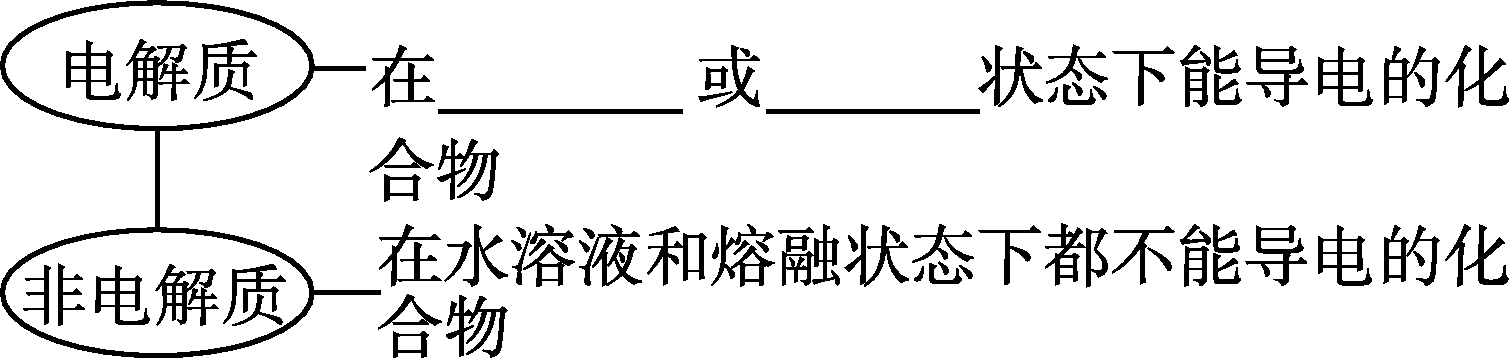 电解质
在________或________状态下能导电的化
合物
非电解质
在水溶液和熔融状态下都不能导电的化
合物